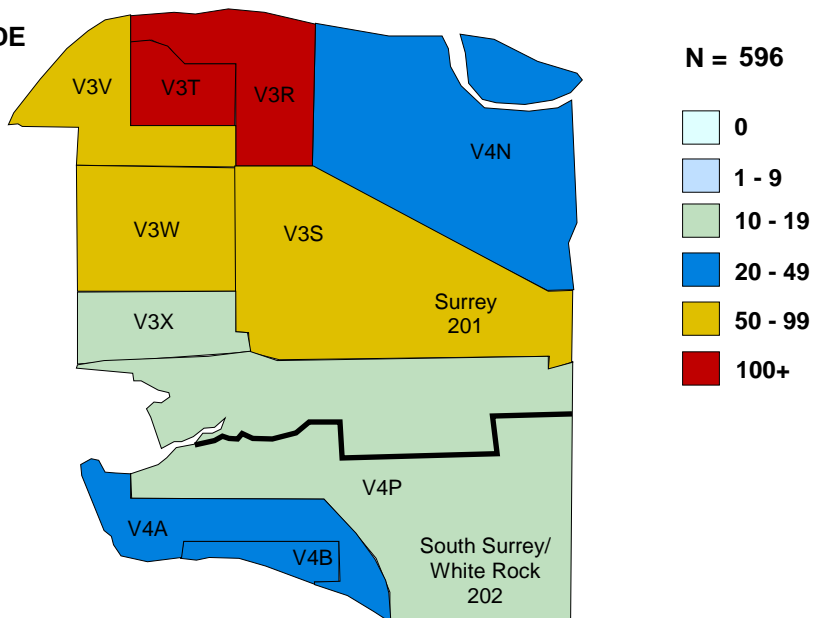 DE
N = 596
0
1 - 9
10 - 19
20 - 49
50 - 99
100+
V3V
V3T
V3R
V4N
V3W
V3S
V3X
Surrey
201
V4P
V4A
V4B
South Surrey/
White Rock
202